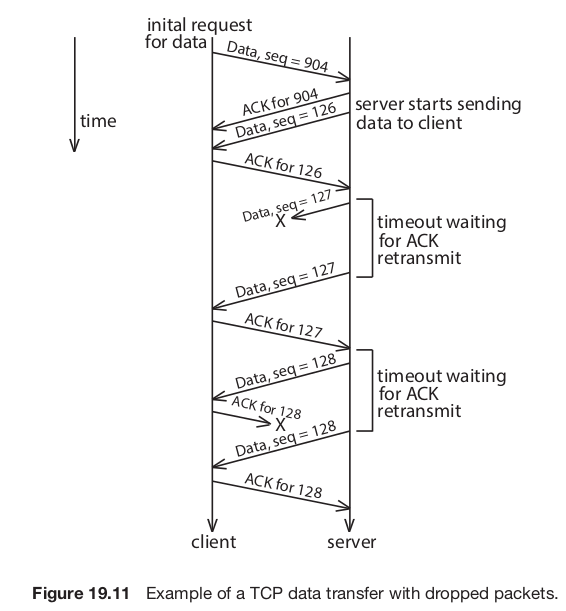 inital request
for data
Data, seq = 904
time
ACK for 904
Data, seq = 126
server starts sending
data to client
ACK for 126
Data, seq = 127
X
timeout waiting
for ACK
retransmit
Data, seq = 127
ACK for 127
Data, seq = 128
timeout waiting
for ACK
retransmit
ACK for 128
X
Data, seq = 128
ACK for 128
client
server
Figure 19.11 Example of a TCP data transfer with dropped packets.